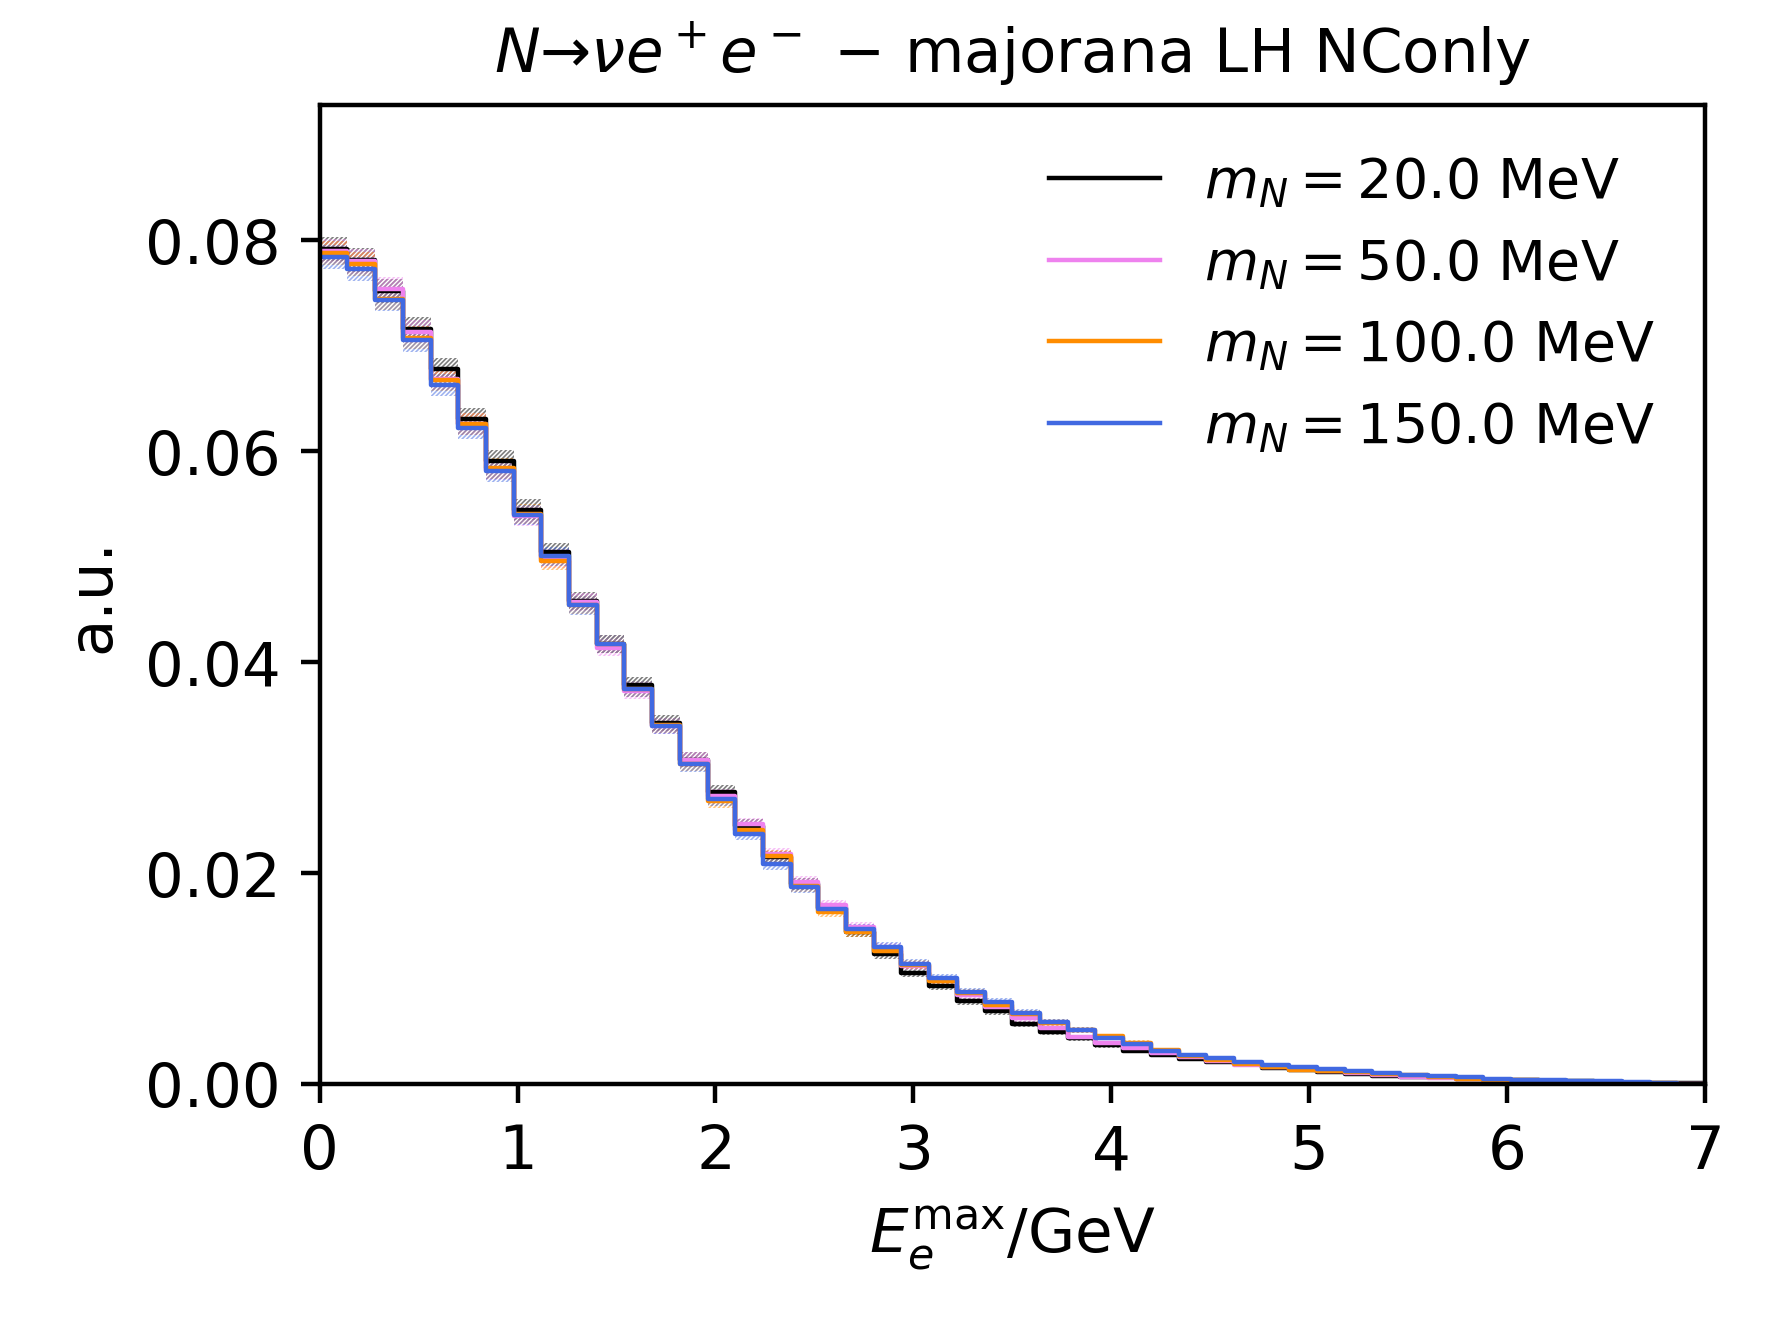 N→νe⁺e⁻ − majorana LH NConly
m_N = 20.0 MeV
m_N = 50.0 MeV
m_N = 100.0 MeV
m_N = 150.0 MeV
a.u.
0.08
0.06
0.04
0.02
0.00
0 1 2 3 4 5 6 7
E_e^max/GeV